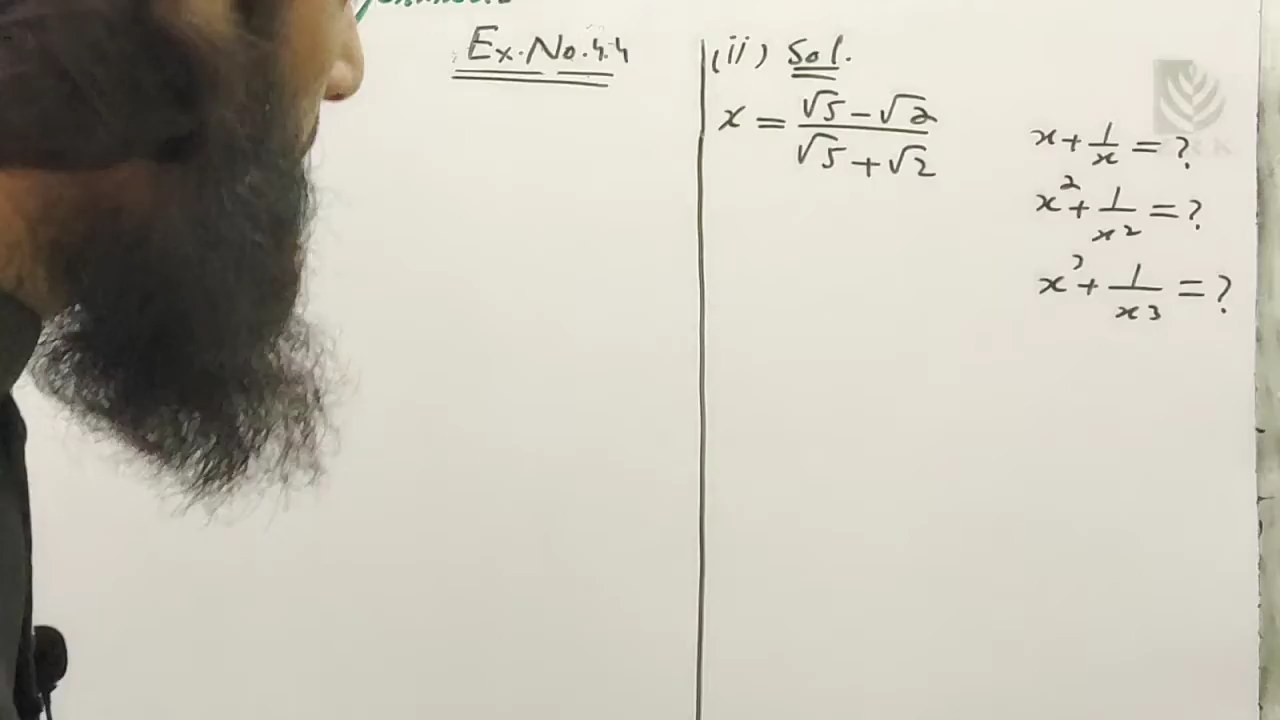 Ex.No.4.4
(ii) Sol.
x = √5 − √2 / √5 + √2
x + 1/x = ?
x² + 1/x² = ?
x³ + 1/x³ = ?